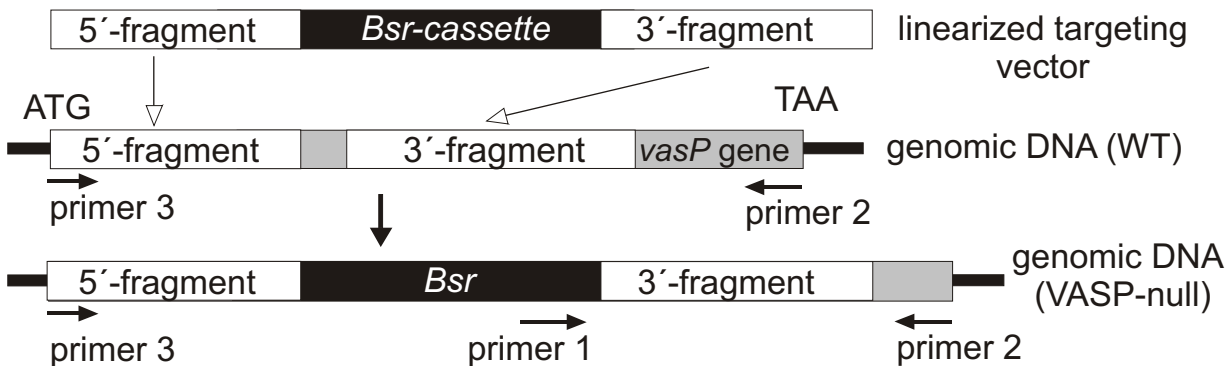 5´-fragment Bsr-cassette 3´-fragment linearized targeting
vector
ATG TAA
5´-fragment 3´-fragment vasP gene genomic DNA (WT)
primer 3 primer 2
5´-fragment Bsr 3´-fragment genomic DNA
(VASP-null)
primer 3 primer 1 primer 2